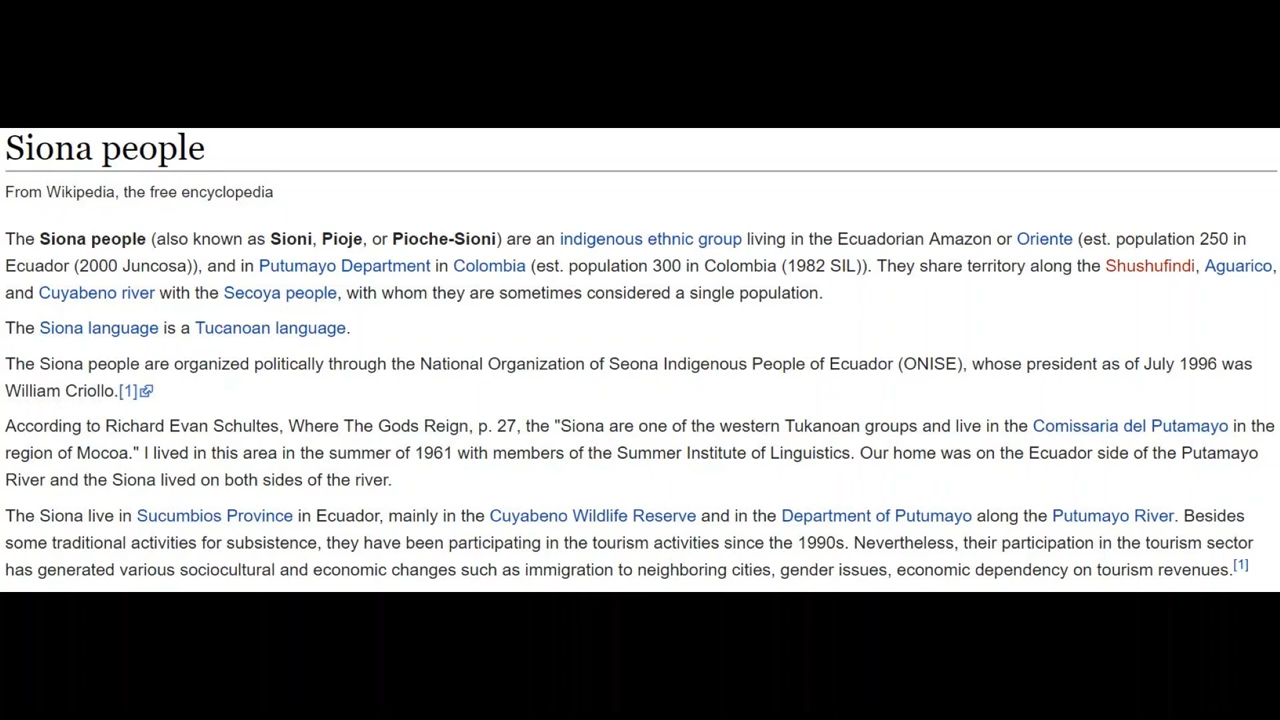 Siona people
From Wikipedia, the free encyclopedia
The Siona people (also known as Sioni, Pioje, or Pioche-Sioni) are an indigenous ethnic group living in the Ecuadorian Amazon or Oriente (est. population 250 in
Ecuador (2000 Juncosa)), and in Putumayo Department in Colombia (est. population 300 in Colombia (1982 SIL)). They share territory along the Shushufindi, Aguarico,
and Cuyabeno river with the Secoya people, with whom they are sometimes considered a single population.
The Siona language is a Tucanoan language.
The Siona people are organized politically through the National Organization of Seona Indigenous People of Ecuador (ONISE), whose president as of July 1996 was
William Criollo.[1]
According to Richard Evan Schultes, Where The Gods Reign, p. 27, the "Siona are one of the western Tukanoan groups and live in the Comissaria del Putamayo in the
region of Mocoa." I lived in this area in the summer of 1961 with members of the Summer Institute of Linguistics. Our home was on the Ecuador side of the Putamayo
River and the Siona lived on both sides of the river.
The Siona live in Sucumbios Province in Ecuador, mainly in the Cuyabeno Wildlife Reserve and in the Department of Putumayo along the Putumayo River. Besides
some traditional activities for subsistence, they have been participating in the tourism activities since the 1990s. Nevertheless, their participation in the tourism sector
has generated various sociocultural and economic changes such as immigration to neighboring cities, gender issues, economic dependency on tourism revenues.[1]